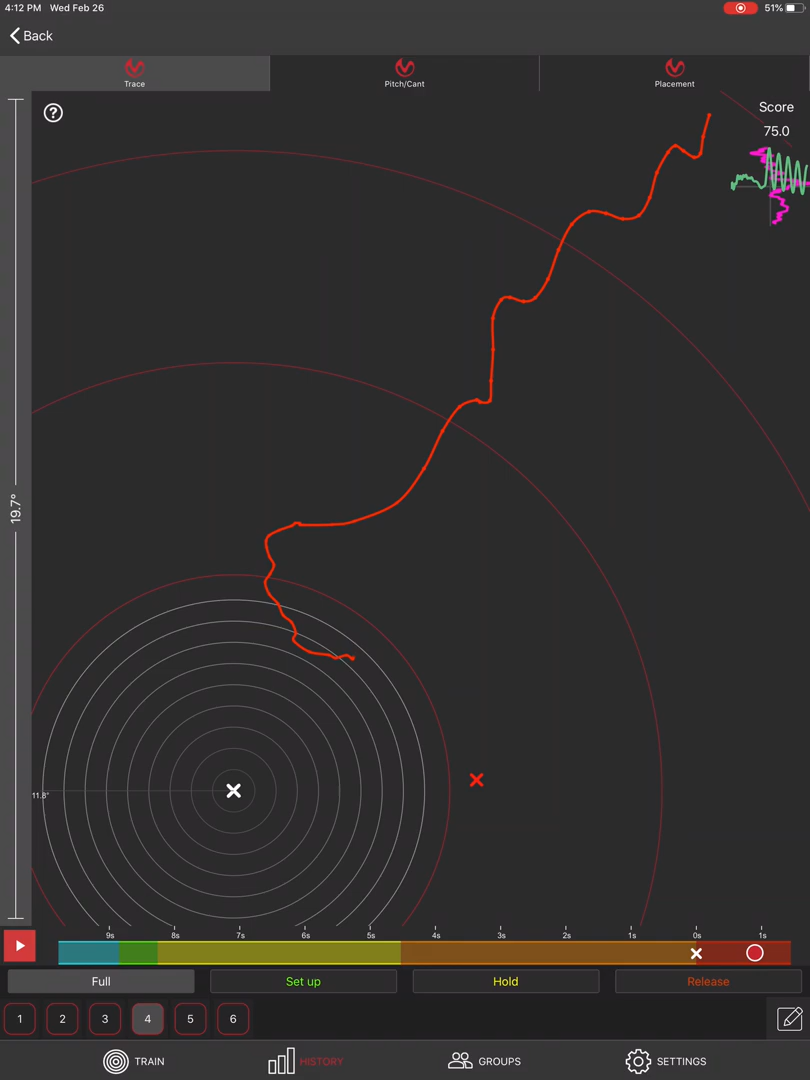 4:12 PM Wed Feb 26
51%
Back
Trace
Pitch/Cant
Placement
?
Score
75.0
19.7°
11.8°
9s 8s 7s 6s 5s 4s 3s 2s 1s 0s 1s
Full
Set up
Hold
Release
1 2 3 4 5 6
TRAIN
HISTORY
GROUPS
SETTINGS